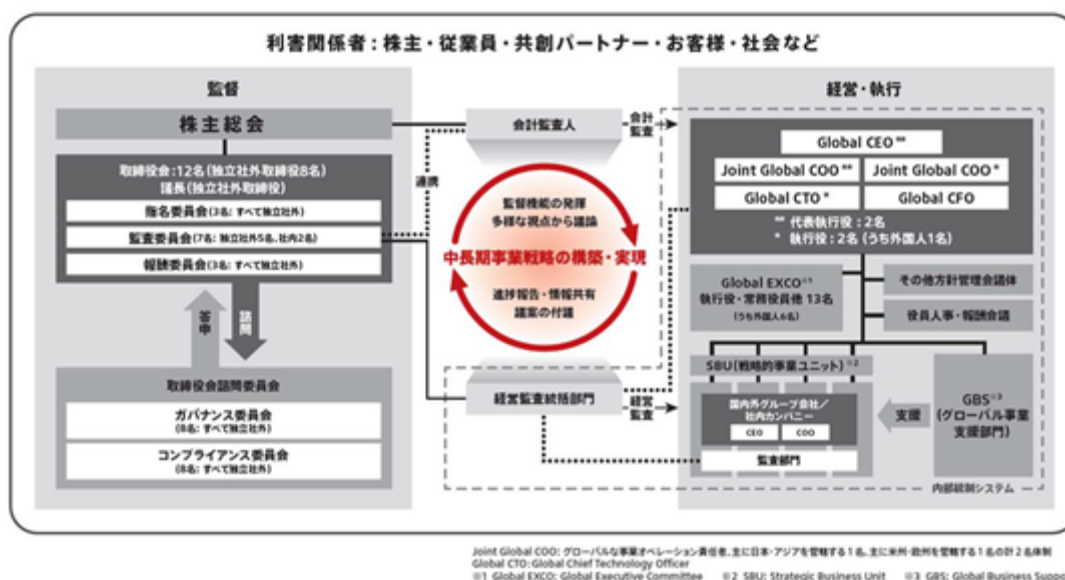 利害関係者：株主・従業員・共創パートナー・お客様・社会など
監督
株主総会
取締役会：12名（独立社外取締役8名）
議長（独立社外取締役）
指名委員会（3名：すべて独立社外）
監査委員会（7名：独立社外5名、社内2名）
報酬委員会（3名：すべて独立社外）
答申
諮問
取締役会諮問委員会
ガバナンス委員会
（8名：すべて独立社外）
コンプライアンス委員会
（8名：すべて独立社外）
会計監査人
会計
監査
連携
監督機能の発揮
多様な視点から議論
中長期事業戦略の構築・実現
進捗報告・情報共有
議案の付議
経営監査統括部門
経営
監査
経営・執行
Global CEO**
Joint Global COO**
Joint Global COO*
Global CTO*
Global CFO
** 代表執行役：2名
* 執行役：2名（うち外国人1名）
Global EXCO※1
執行役・常務役員他 13名
（うち外国人6名）
その他方針管理会議体
役員人事・報酬会議
SBU（戦略的事業ユニット）※2
国内外グループ会社／
社内カンパニー
CEO
COO
監査部門
支援
GBS※3
（グローバル事業
支援部門）
内部統制システム
Joint Global COO: グローバルな事業オペレーション責任者、主に日本・アジアを管轄する1名、主に米州・欧州を管轄する1名の計2名体制
Global CTO: Global Chief Technology Officer
※1 Global EXCO: Global Executive Committee ※2 SBU: Strategic Business Unit ※3 GBS: Global Business Suppo